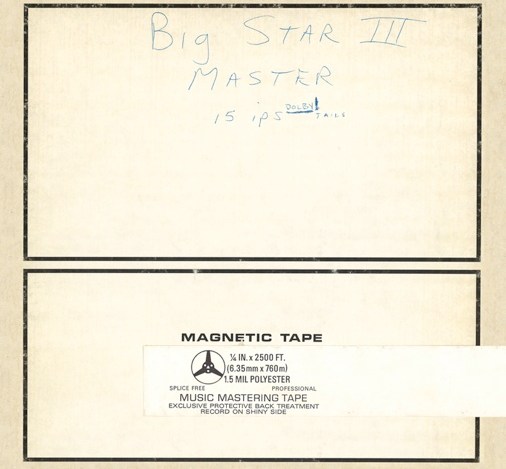 Big STAR III
MASTER
15 ips DOLBY! TAILS
MAGNETIC TAPE
¼ IN. x 2500 FT.
(6.35mm x 760m)
1.5 MIL POLYESTER
SPLICE FREE PROFESSIONAL
MUSIC MASTERING TAPE
EXCLUSIVE PROTECTIVE BACK TREATMENT
RECORD ON SHINY SIDE